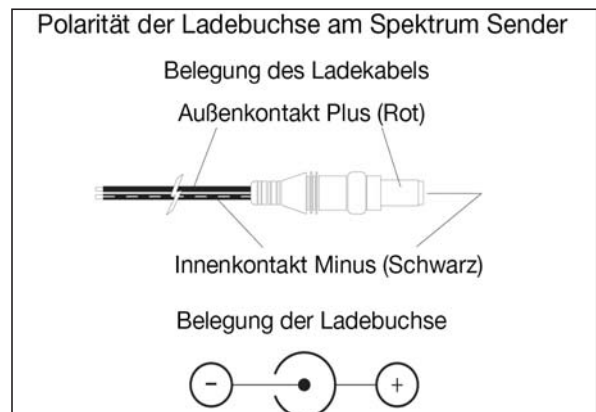 Polarität der Ladebuchse am Spektrum Sender
Belegung des Ladekabels
Außenkontakt Plus (Rot)
Innenkontakt Minus (Schwarz)
Belegung der Ladebuchse
- +